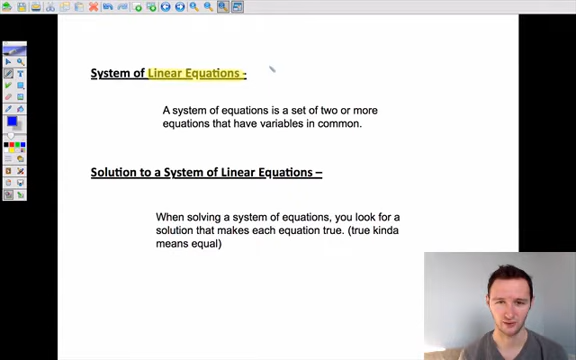 System of Linear Equations -
A system of equations is a set of two or more
equations that have variables in common.
Solution to a System of Linear Equations –
When solving a system of equations, you look for a
solution that makes each equation true. (true kinda
means equal)